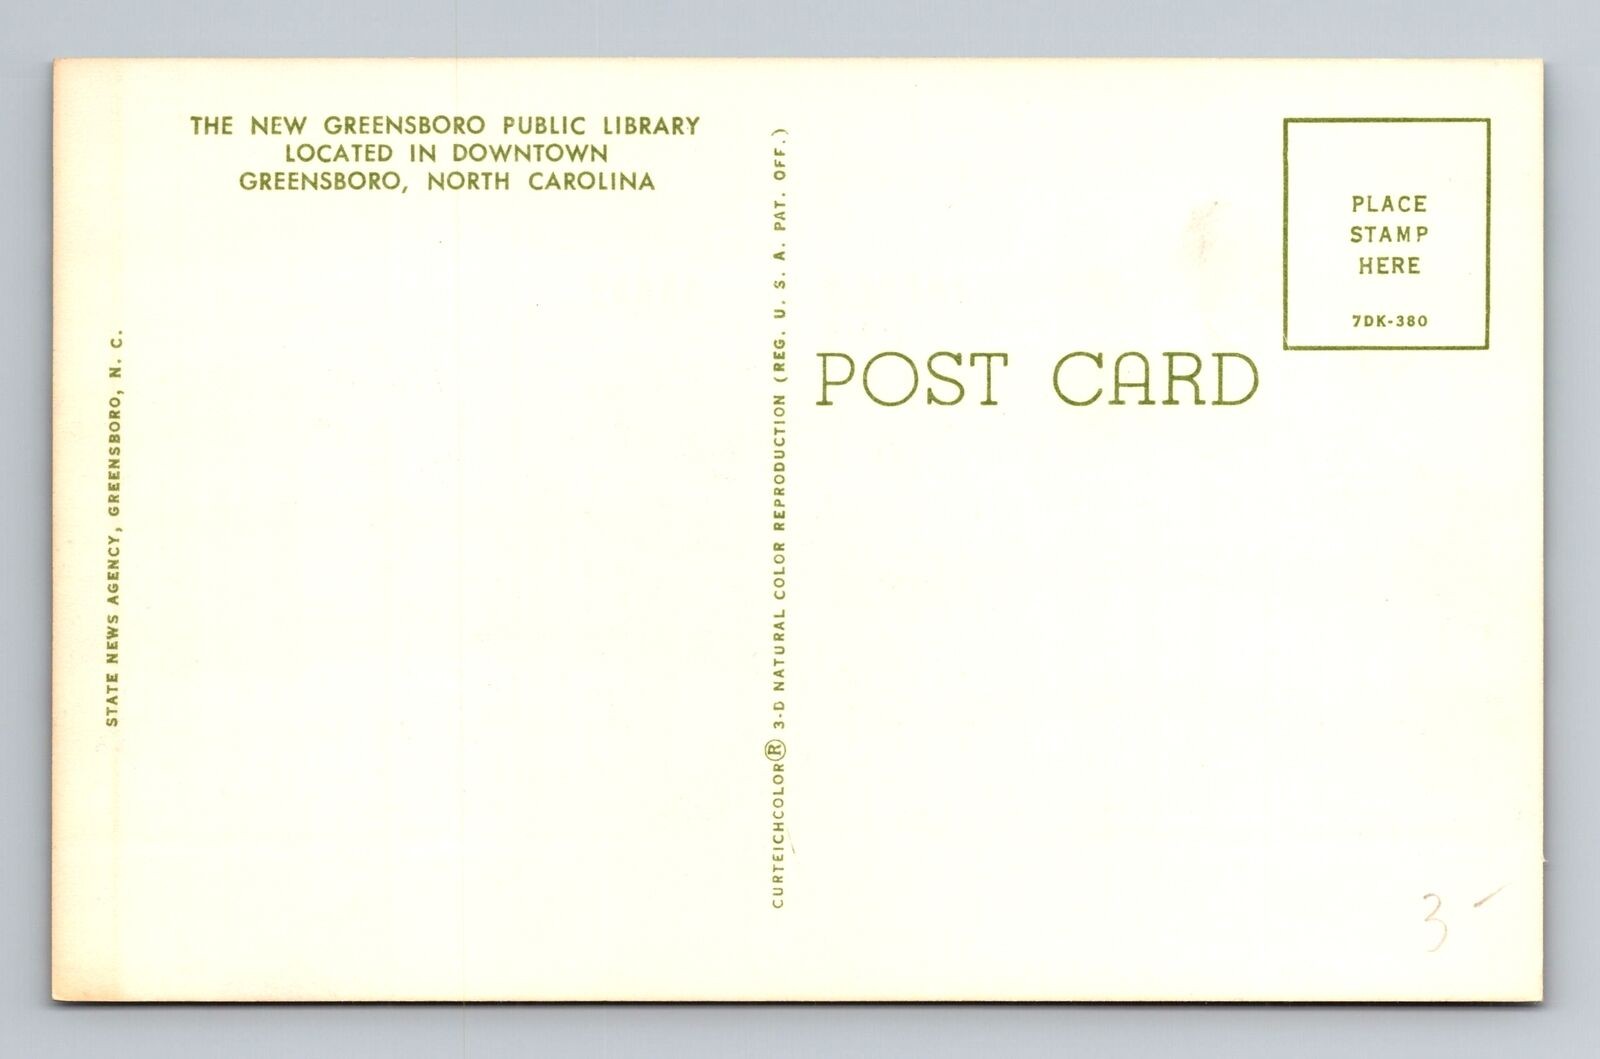 THE NEW GREENSBORO PUBLIC LIBRARY
LOCATED IN DOWNTOWN
GREENSBORO, NORTH CAROLINA
STATE NEWS AGENCY, GREENSBORO, N. C.
CURTEICHCOLOR® 3-D NATURAL COLOR REPRODUCTION (REG. U. S. A. PAT. OFF.)
PLACE
STAMP
HERE
7DK-380
POST CARD
3-